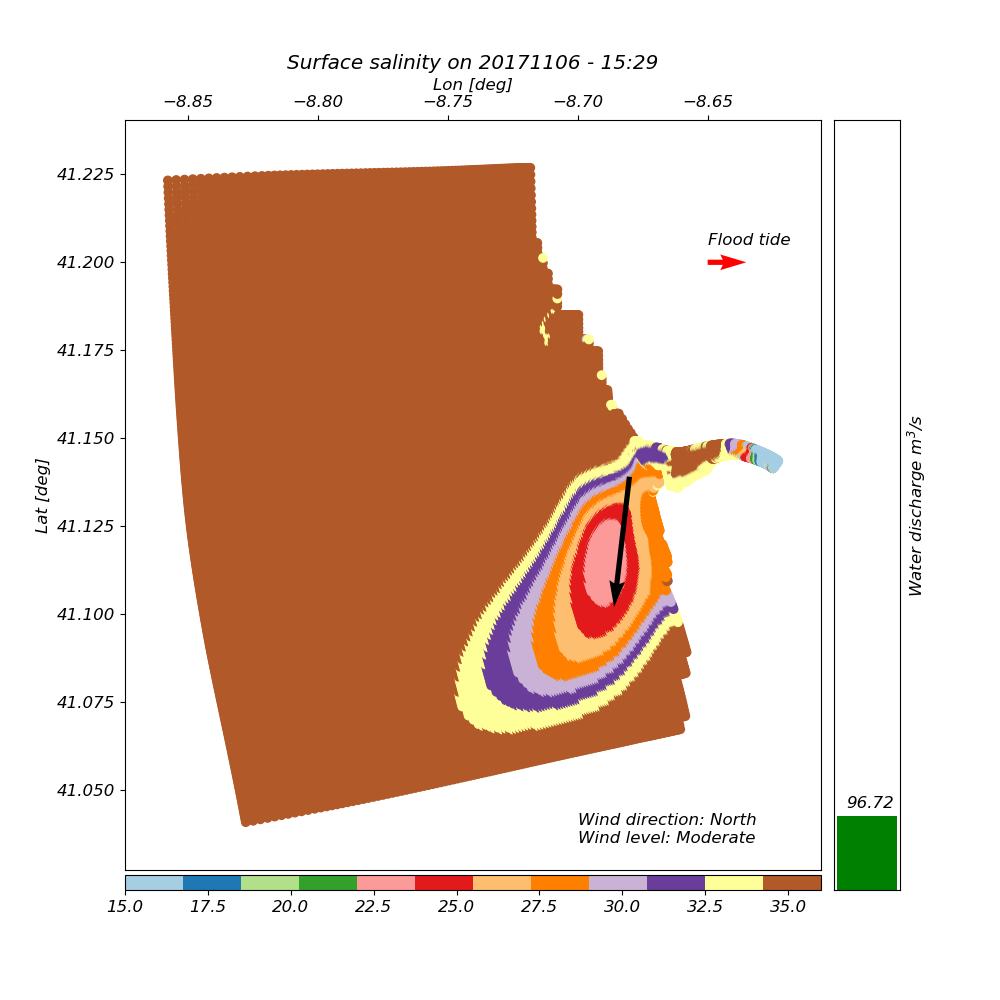 Surface salinity on 20171106 - 15:29
Lon [deg]
−8.85 −8.80 −8.75 −8.70 −8.65
41.225
41.200
41.175
41.150
41.125
41.100
41.075
41.050
Lat [deg]
Flood tide
Wind direction: North
Wind level: Moderate
96.72
Water discharge m³/s
15.0 17.5 20.0 22.5 25.0 27.5 30.0 32.5 35.0